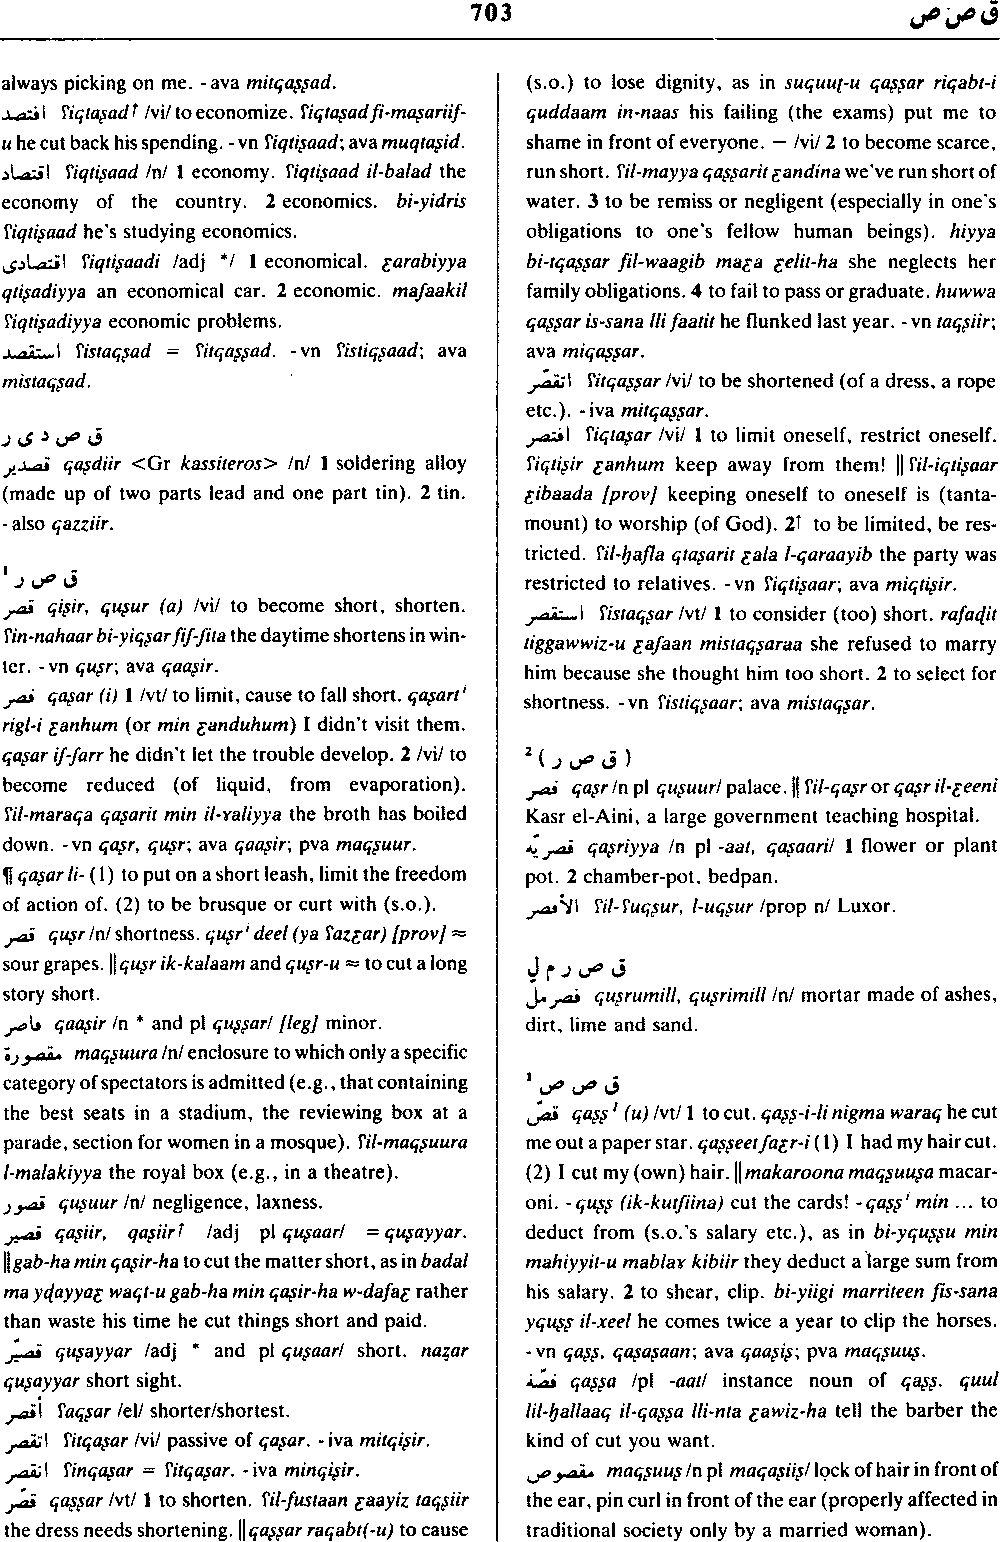 703
ق ص ص
always picking on me. -ava mitqaṣṣad.
اقتصد ʕiqtaṣad↑ /vi/ to economize. ʕiqtaṣad fi-maṣariif-
u he cut back his spending. -vn ʕiqtiṣaad; ava muqtaṣid.
اقتصاد ʕiqtiṣaad /n/ 1 economy. ʕiqtiṣaad il-balad the
economy of the country. 2 economics. bi-yidris
ʕiqtiṣaad he's studying economics.
اقتصادى ʕiqtiṣaadi /adj */ 1 economical. ƹarabiyya
qtiṣadiyya an economical car. 2 economic. maʃaakil
ʕiqtiṣadiyya economic problems.
استقصد ʕistaqṣad = ʕitqaṣṣad. -vn ʕistiqṣaad; ava
mistaqṣad.
ق ص د ى ر
قصدير qaṣdiir <Gr kassiteros> /n/ 1 soldering alloy
(made up of two parts lead and one part tin). 2 tin.
-also qazziir.
ق ص ر ¹
قصر qiṣir, quṣur (a) /vi/ to become short, shorten.
ʕin-nahaar bi-yiqṣar fiʃ-ʃita the daytime shortens in win-
ter. -vn quṣr; ava qaaṣir.
قصر qaṣar (i) 1 /vt/ to limit, cause to fall short. qaṣart¹
rigl-i ƹanhum (or min ƹanduhum) I didn't visit them.
qaṣar iʃ-ʃarr he didn't let the trouble develop. 2 /vi/ to
become reduced (of liquid, from evaporation).
ʕil-maraqa qaṣarit min il-ɣaliyya the broth has boiled
down. -vn qaṣr, quṣr; ava qaaṣir; pva maqṣuur.
¶ qaṣar li- (1) to put on a short leash, limit the freedom
of action of. (2) to be brusque or curt with (s.o.).
قصر quṣr /n/ shortness. quṣr¹ deel (ya ʕazƹar) [prov] ≈
sour grapes. ‖ quṣr ik-kalaam and quṣr-u ≈ to cut a long
story short.
قاصر qaaṣir /n * and pl quṣṣar/ [leg] minor.
مقصورة maqṣuura /n/ enclosure to which only a specific
category of spectators is admitted (e.g., that containing
the best seats in a stadium, the reviewing box at a
parade, section for women in a mosque). ʕil-maqṣuura
l-malakiyya the royal box (e.g., in a theatre).
قصور quṣuur /n/ negligence, laxness.
قصير qaṣiir, qaṣiir↑ /adj pl quṣaar/ = quṣayyar.
‖ gab-ha min qaṣir-ha to cut the matter short, as in badal
ma yḍayyaƹ waqt-u gab-ha min qaṣir-ha w-dafaƹ rather
than waste his time he cut things short and paid.
قصيّر quṣayyar /adj * and pl quṣaar/ short. naẓar
quṣayyar short sight.
أقصر ʕaqṣar /el/ shorter/shortest.
اتقصر ʕitqaṣar /vi/ passive of qaṣar. -iva mitqiṣir.
انقصر ʕinqaṣar = ʕitqaṣar. -iva minqiṣir.
قصّر qaṣṣar /vt/ 1 to shorten. ʕil-fustaan ƹaayiz taqṣiir
the dress needs shortening. ‖ qaṣṣar raqabt(-u) to cause
(s.o.) to lose dignity, as in suquuṭ-u qaṣṣar riqabt-i
quddaam in-naas his failing (the exams) put me to
shame in front of everyone. — /vi/ 2 to become scarce,
run short. ʕil-mayya qaṣṣarit ƹandina we've run short of
water. 3 to be remiss or negligent (especially in one's
obligations to one's fellow human beings). hiyya
bi-tqaṣṣar fil-waagib maƹa ƹelit-ha she neglects her
family obligations. 4 to fail to pass or graduate. huwwa
qaṣṣar is-sana lli faatit he flunked last year. -vn taqṣiir;
ava miqaṣṣar.
اتقصّر ʕitqaṣṣar /vi/ to be shortened (of a dress, a rope
etc.). -iva mitqaṣṣar.
اقتصر ʕiqtaṣar /vi/ 1 to limit oneself, restrict oneself.
ʕiqtiṣir ƹanhum keep away from them! ‖ ʕil-iqtiṣaar
ƹibaada [prov] keeping oneself to oneself is (tanta-
mount) to worship (of God). 2↑ to be limited, be res-
tricted. ʕil-ḥafla qtaṣarit ƹala l-qaraayib the party was
restricted to relatives. -vn ʕiqtiṣaar; ava miqtiṣir.
استقصر ʕistaqṣar /vt/ 1 to consider (too) short. rafaḍit
tiggawwiz-u ƹaʃaan mistaqṣaraa she refused to marry
him because she thought him too short. 2 to select for
shortness. -vn ʕistiqṣaar; ava mistaqṣar.
( ق ص ر ) ²
قصر qaṣr /n pl quṣuur/ palace. ‖ ʕil-qaṣr or qaṣr il-ƹeeni
Kasr el-Aini, a large government teaching hospital.
قصريّة qaṣriyya /n pl -aat, qaṣaari/ 1 flower or plant
pot. 2 chamber-pot, bedpan.
الأقصر ʕil-ʕuqṣur, l-uqṣur /prop n/ Luxor.
ق ص ر م ل
قصرمل quṣrumill, quṣrimill /n/ mortar made of ashes,
dirt, lime and sand.
ق ص ص ¹
قصّ qaṣṣ¹ (u) /vt/ 1 to cut. qaṣṣ-i-li nigma waraq he cut
me out a paper star. qaṣṣeet ʃaƹr-i (1) I had my hair cut.
(2) I cut my (own) hair. ‖ makaroona maqṣuuṣa macar-
oni. -quṣṣ (ik-kutʃiina) cut the cards! -qaṣṣ¹ min ... to
deduct from (s.o.'s salary etc.), as in bi-yquṣṣu min
mahiyyit-u mablaɣ kibiir they deduct a large sum from
his salary. 2 to shear, clip. bi-yiigi marriteen fis-sana
yquṣṣ il-xeel he comes twice a year to clip the horses.
-vn qaṣṣ, qaṣaṣaan; ava qaaṣiṣ; pva maqṣuuṣ.
قصّة qaṣṣa /pl -aat/ instance noun of qaṣṣ. quul
lil-ḥallaaq il-qaṣṣa lli-nta ƹawiz-ha tell the barber the
kind of cut you want.
مقصوص maqṣuuṣ /n pl maqaṣiiṣ/ lock of hair in front of
the ear, pin curl in front of the ear (properly affected in
traditional society only by a married woman).